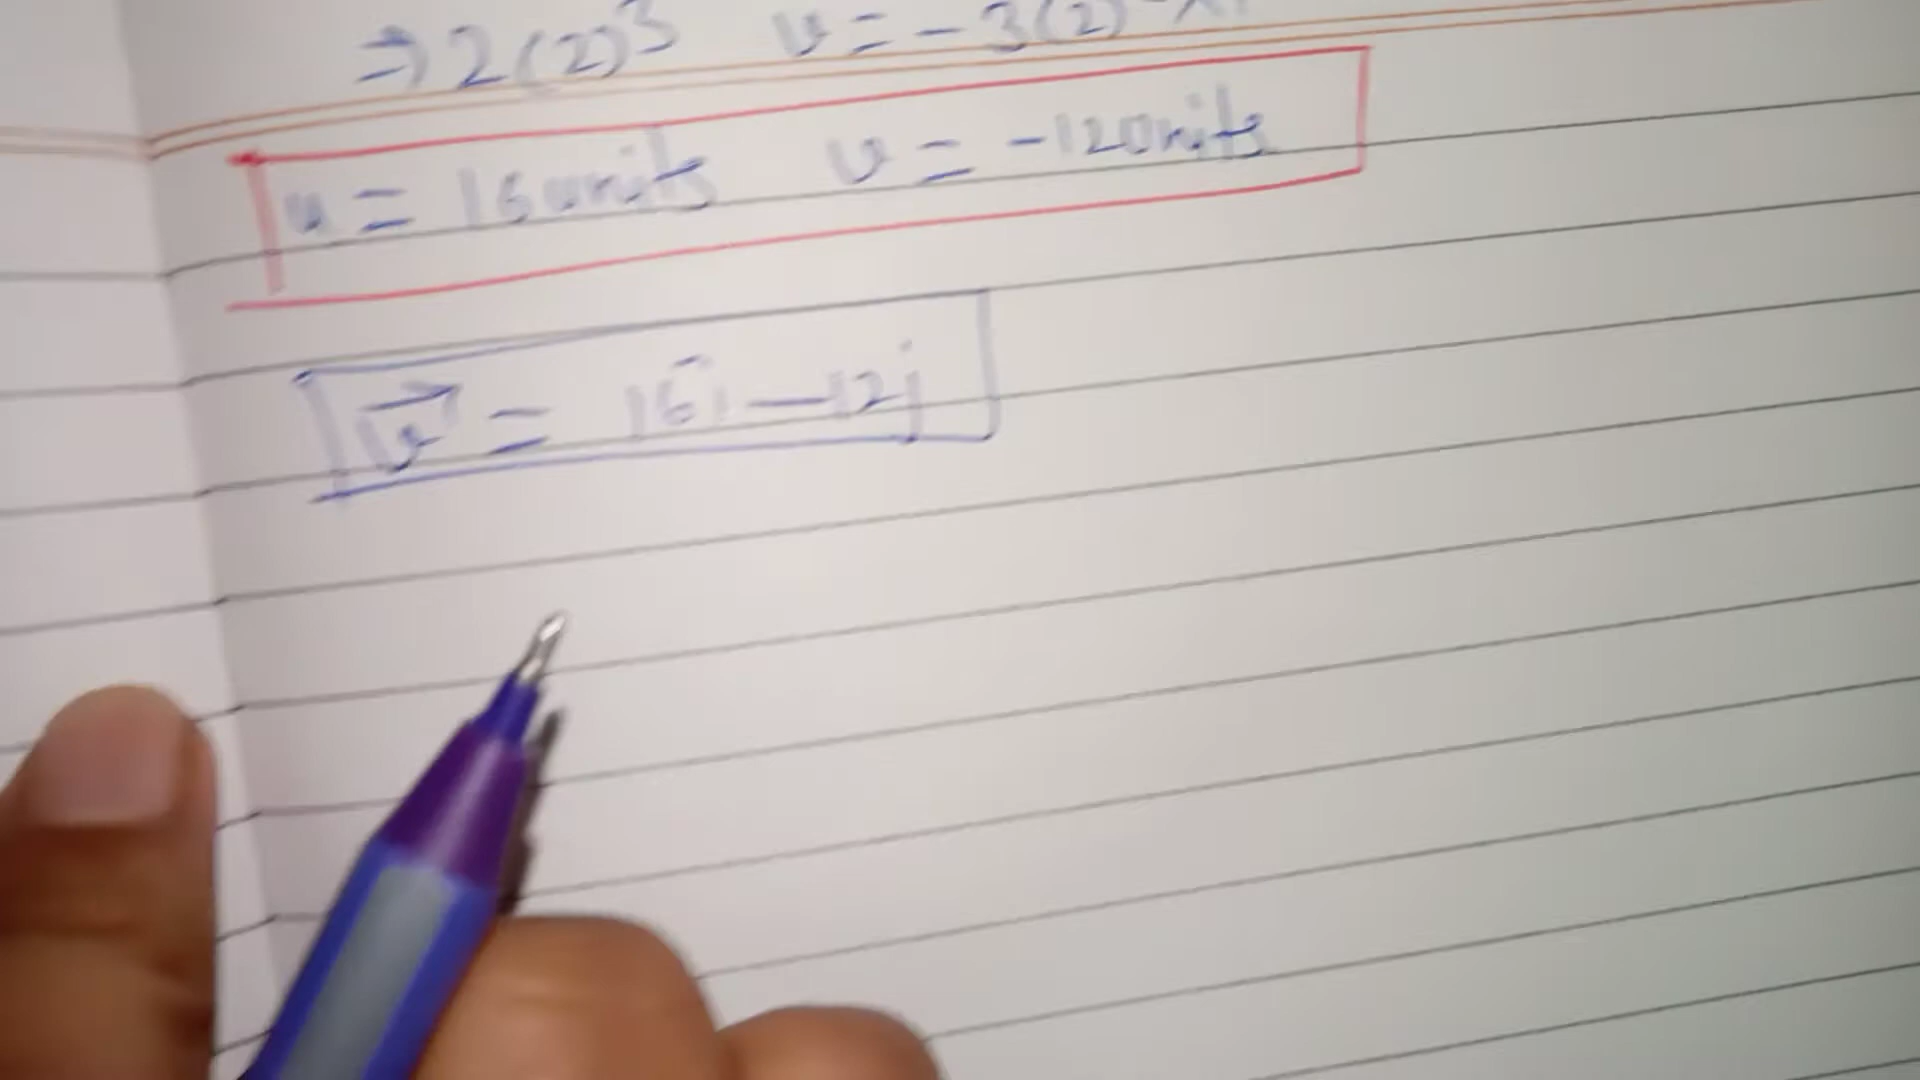 ⇒ 2(2)³ v = -3(2)
u = 16 units v = -12 Units
v⃗ = 16i - 12j